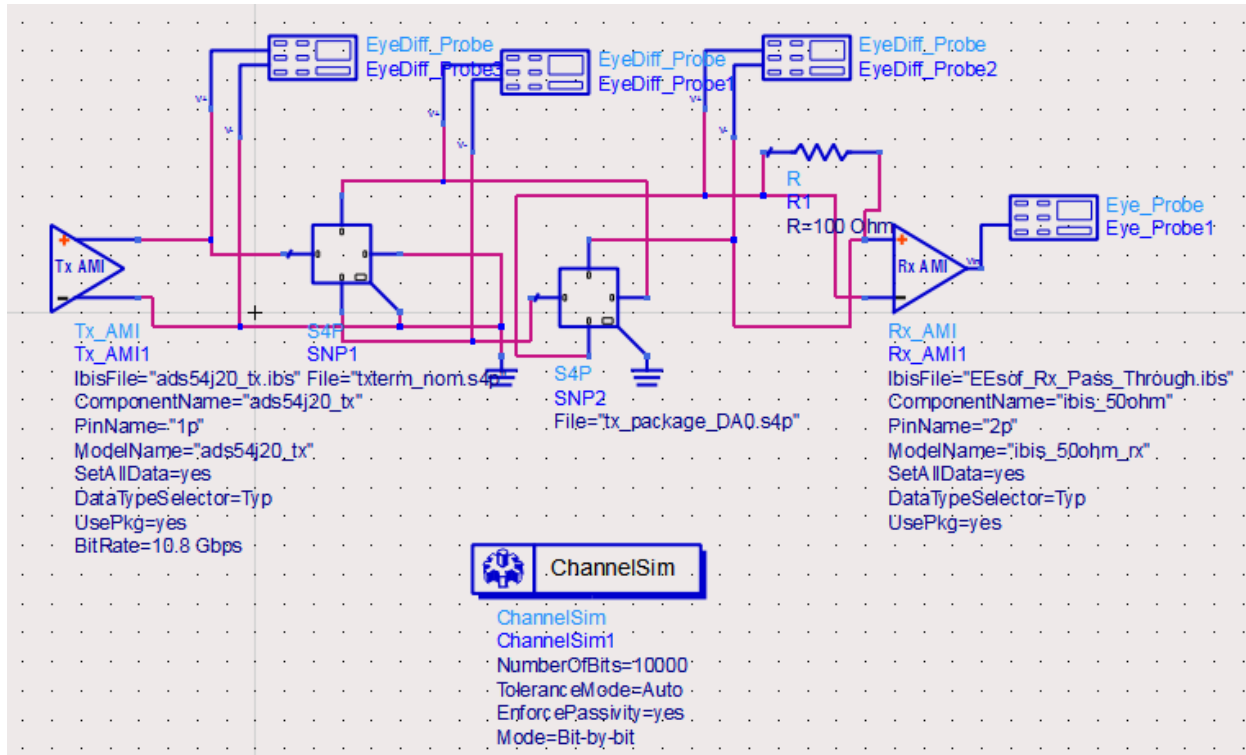 EyeDiff_Probe
EyeDiff_Probe3
EyeDiff_Probe
EyeDiff_Probe1
EyeDiff_Probe
EyeDiff_Probe2
R
R1
R=100 Ohm
Eye_Probe
Eye_Probe1
Tx AMI
Rx AMI
Tx_AMI
Tx_AMI1
IbisFile="ads54j20_tx.ibs"
ComponentName="ads54j20_tx"
PinName="1p"
ModelName="ads54j20_tx"
SetAllData=yes
DataTypeSelector=Typ
UsePkg=yes
BitRate=10.8 Gbps
S4P
SNP1
File="txterm_nom.s4p"
S4P
SNP2
File="tx_package_DA0.s4p"
Rx_AMI
Rx_AMI1
IbisFile="EEsof_Rx_Pass_Through.ibs"
ComponentName="ibis_50ohm"
PinName="2p"
ModelName="ibis_50ohm_rx"
SetAllData=yes
DataTypeSelector=Typ
UsePkg=yes
ChannelSim
ChannelSim
ChannelSim1
NumberOfBits=10000
ToleranceMode=Auto
EnforcePassivity=yes
Mode=Bit-by-bit